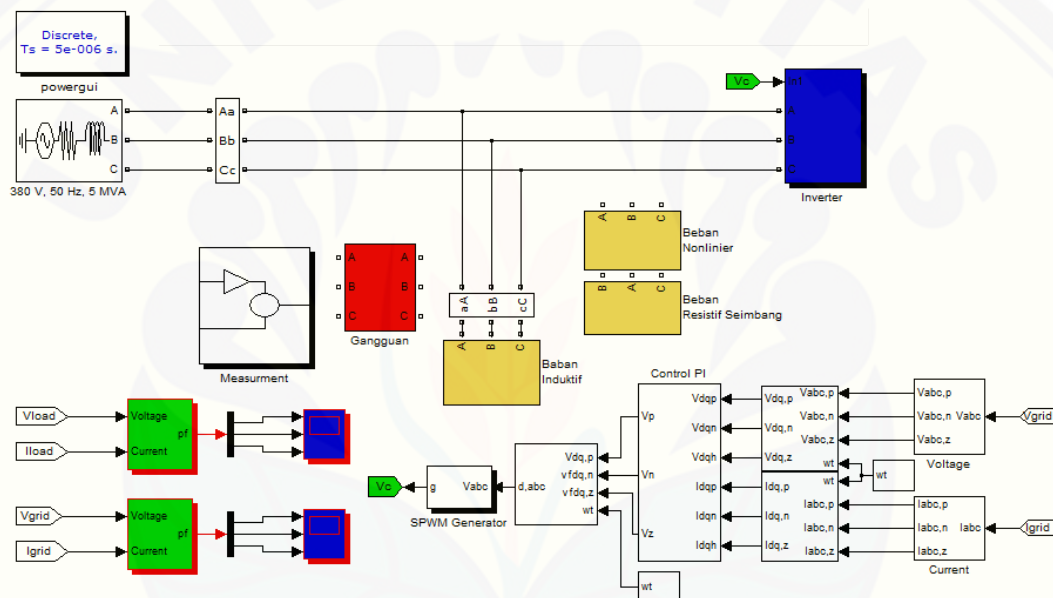 Discrete,
Ts = 5e-006 s.
powergui
A
B
C
380 V, 50 Hz, 5 MVA
Aa
Bb
Cc
Vc
In1
A
B
C
Inverter
A B C
Beban
Nonlinier
B A C
Beban
Resistif Seimbang
Measurment
A A
B B
C C
Gangguan
aA bB cC
A B C
Baban
Induktif
Vload
Iload
Voltage
Current
pf
Vgrid
Igrid
Voltage
Current
pf
Vc
g Vabc
SPWM Generator
Vdq,p
vfdq,n
vfdq,z
wt
d,abc
wt
Control PI
Vp
Vn
Vz
Vdqp
Vdqn
Vdqh
Idqp
Idqn
Idqh
Vdq,p
Vdq,n
Vdq,z
Vabc,p
Vabc,n
Vabc,z
wt
Idq,p
Idq,n
Idq,z
wt
Iabc,p
Iabc,n
Iabc,z
wt
Vabc,p
Vabc,n
Vabc,z
Vabc
Vgrid
Voltage
Iabc,p
Iabc,n
Iabc,z
Iabc
Igrid
Current